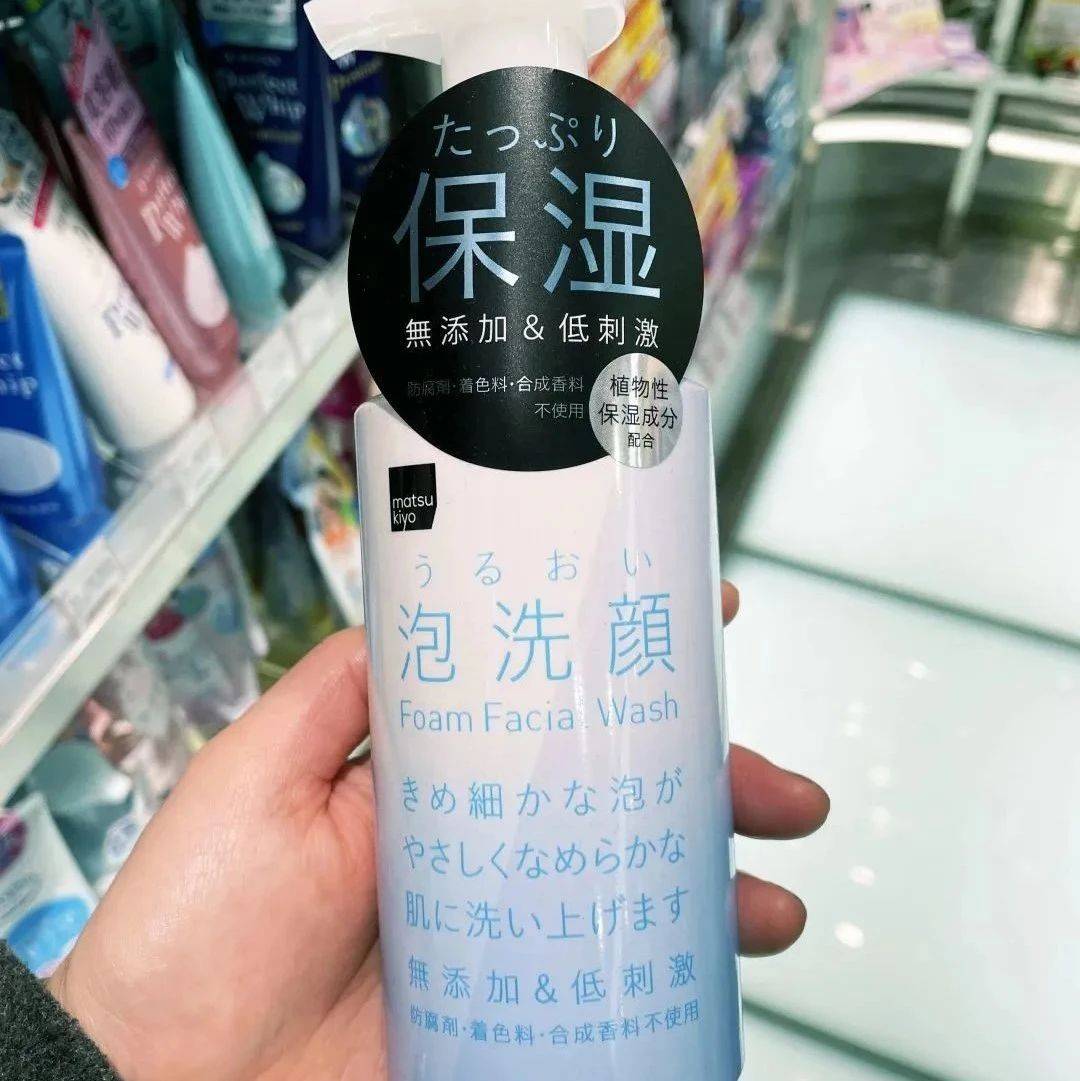 たっぷり
保湿
無添加&低刺激
防腐剤・着色料・合成香料
不使用
植物性
保湿成分
配合
matsu
kiyo
うるおい
泡洗顔
Foam Facial Wash
きめ細かな泡が
やさしくなめらかな
肌に洗い上げます
無添加&低刺激
防腐剤・着色料・合成香料不使用
Perfect
Whip